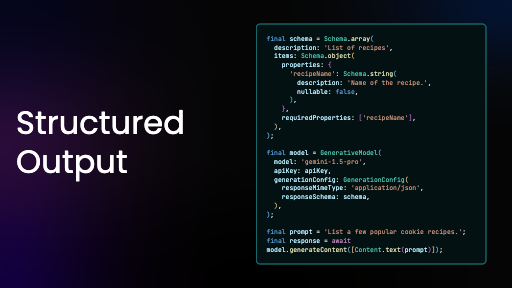 Structured
Output
final schema = Schema.array(
description: 'List of recipes',
items: Schema.object(
properties: {
'recipeName': Schema.string(
description: 'Name of the recipe.',
nullable: false,
),
},
requiredProperties: ['recipeName'],
),
);
final model = GenerativeModel(
model: 'gemini-1.5-pro',
apiKey: apiKey,
generationConfig: GenerationConfig(
responseMimeType: 'application/json',
responseSchema: schema,
),
);
final prompt = 'List a few popular cookie recipes.';
final response = await
model.generateContent([Content.text(prompt)]);